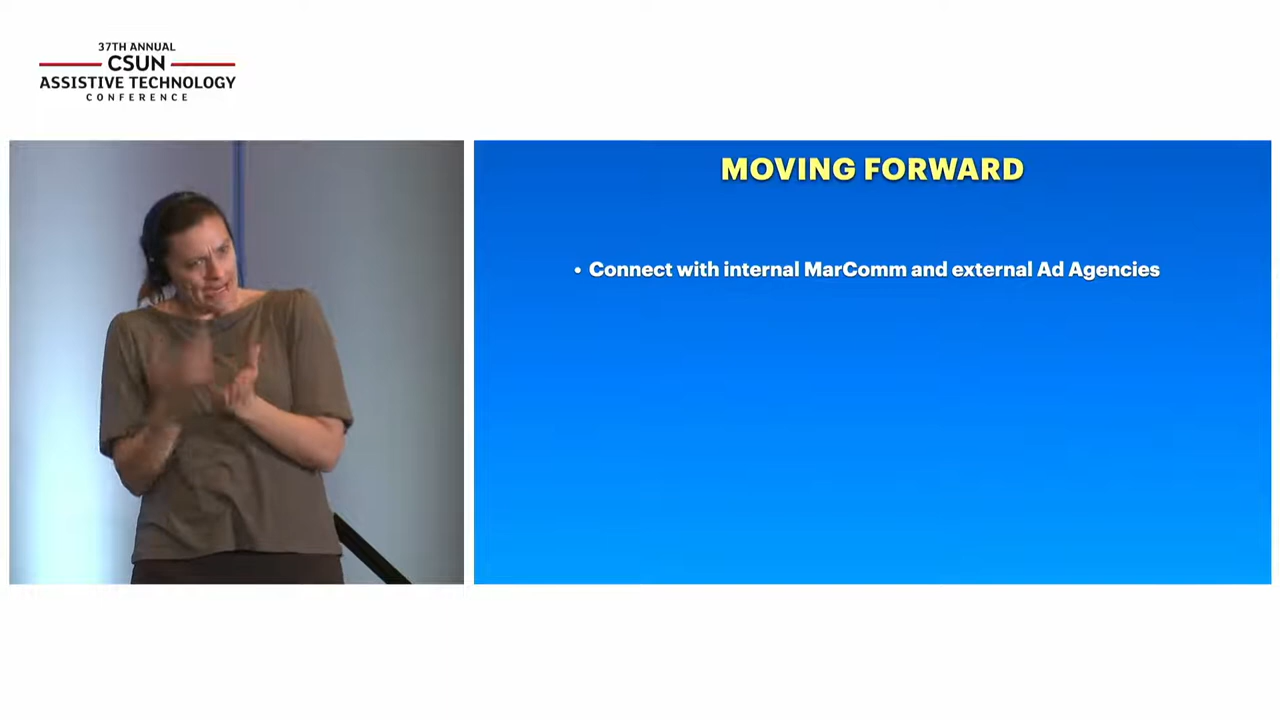 37TH ANNUAL
CSUN
ASSISTIVE TECHNOLOGY
CONFERENCE
MOVING FORWARD
• Connect with internal MarComm and external Ad Agencies